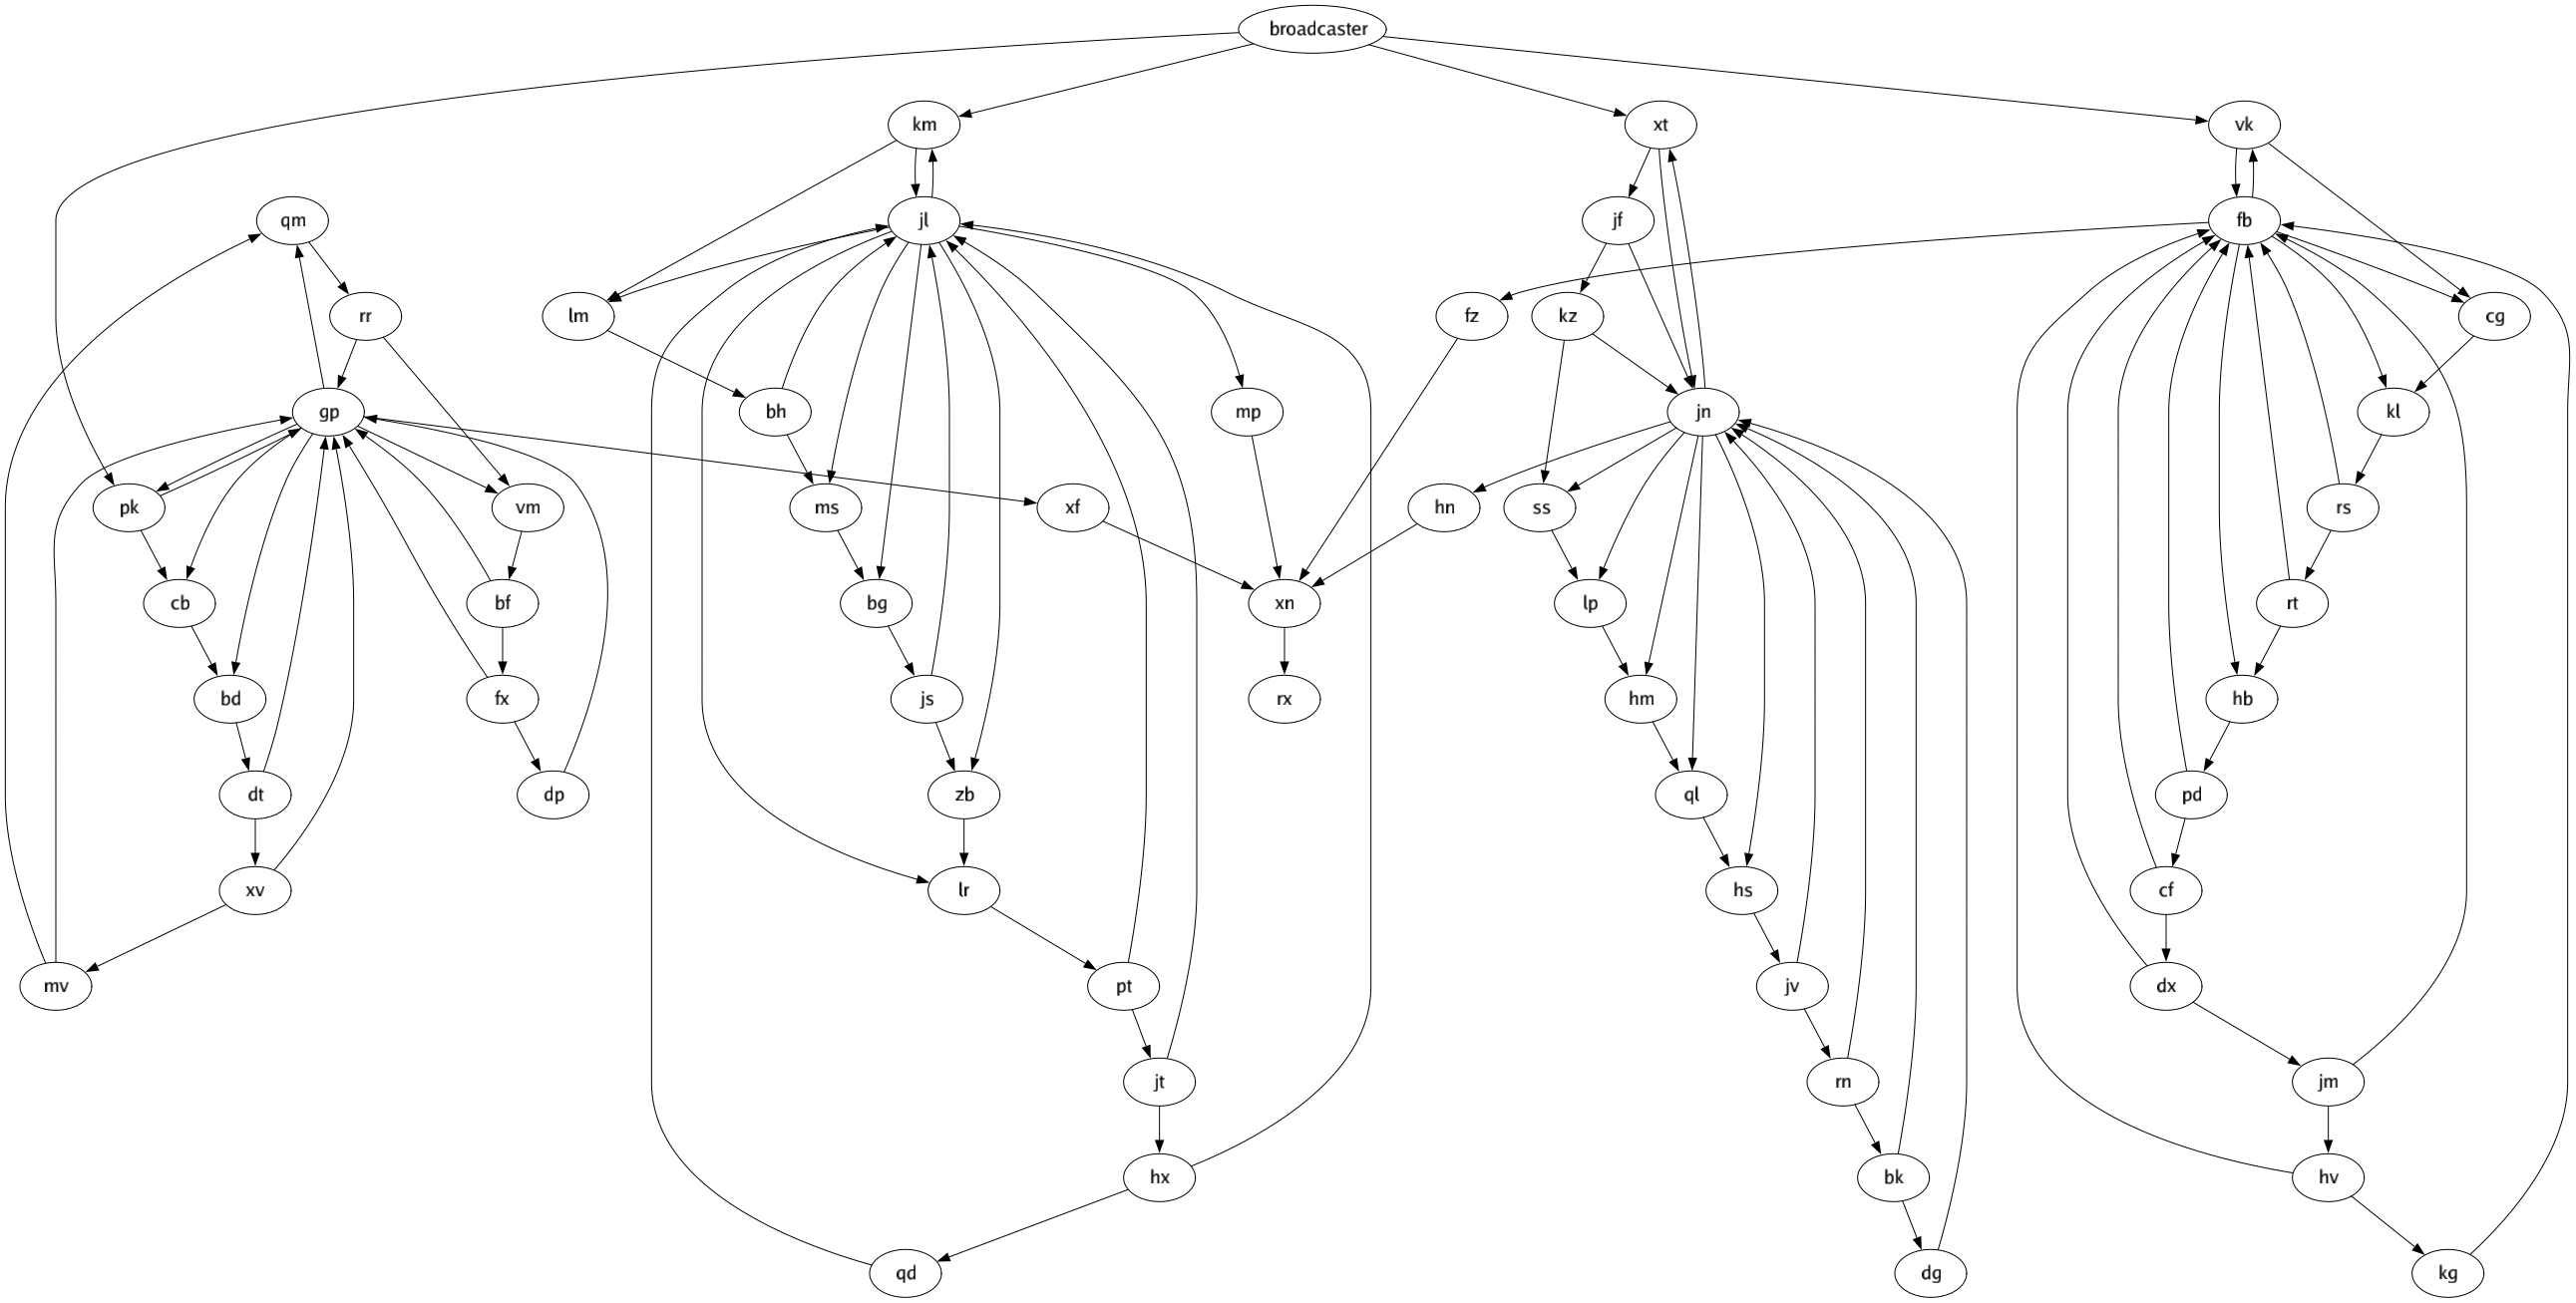 broadcaster
km
xt
vk
qm
jl
jf
fb
rr
lm
fz
kz
cg
gp
bh
mp
jn
kl
pk
vm
ms
xf
hn
ss
rs
cb
bf
bg
xn
lp
rt
bd
fx
js
rx
hm
hb
dt
dp
zb
ql
pd
xv
lr
hs
cf
mv
pt
jv
dx
jt
rn
jm
hx
bk
hv
qd
dg
kg